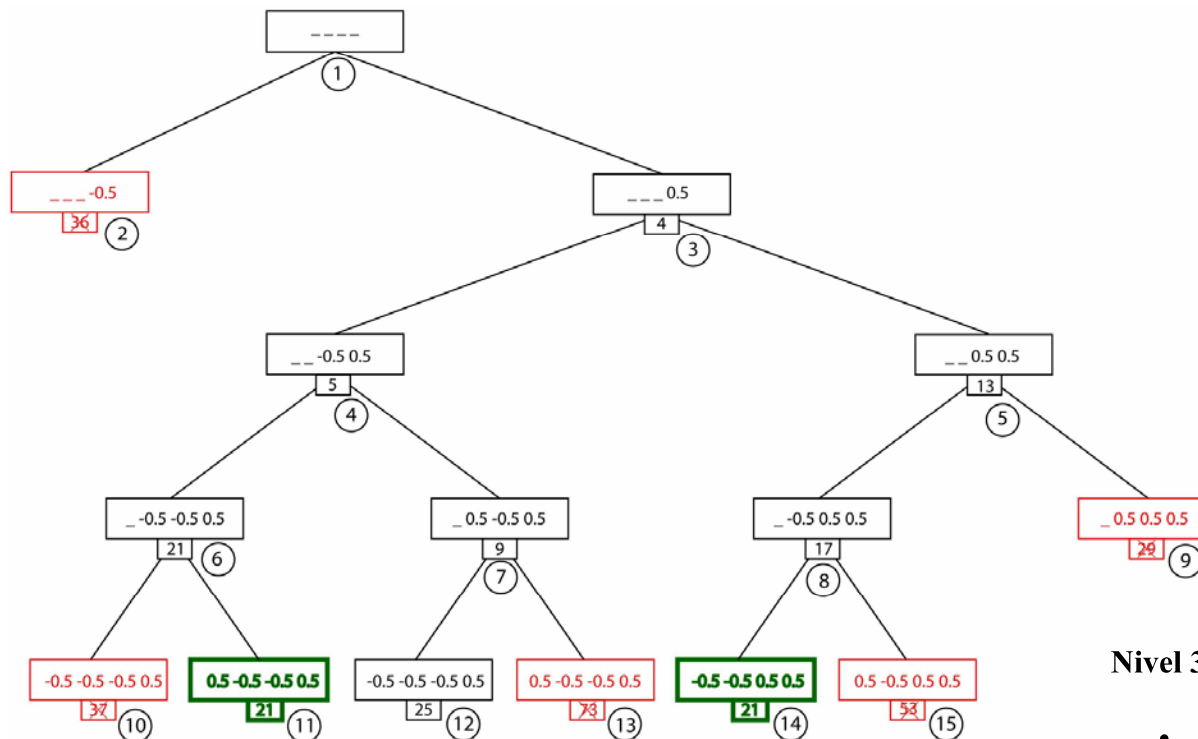 _ _ _ _
1
_ _ _ -0.5
_ _ _ 0.5
36
2
4
3
_ _ -0.5 0.5
_ _ 0.5 0.5
5
4
13
5
_ -0.5 -0.5 0.5
_ 0.5 -0.5 0.5
_ -0.5 0.5 0.5
_ 0.5 0.5 0.5
21
6
9
7
17
8
29
9
-0.5 -0.5 -0.5 0.5
0.5 -0.5 -0.5 0.5
-0.5 -0.5 -0.5 0.5
0.5 -0.5 -0.5 0.5
-0.5 -0.5 0.5 0.5
0.5 -0.5 0.5 0.5
Nivel 3
37
10
21
11
25
12
73
13
21
14
53
15
•